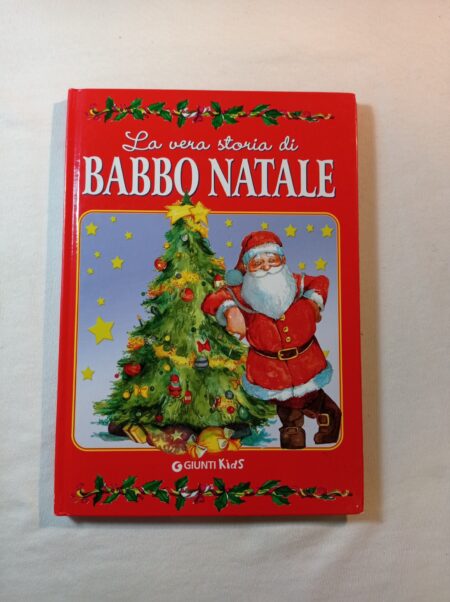 La vera storia di
BABBO NATALE
GIUNTI KidS